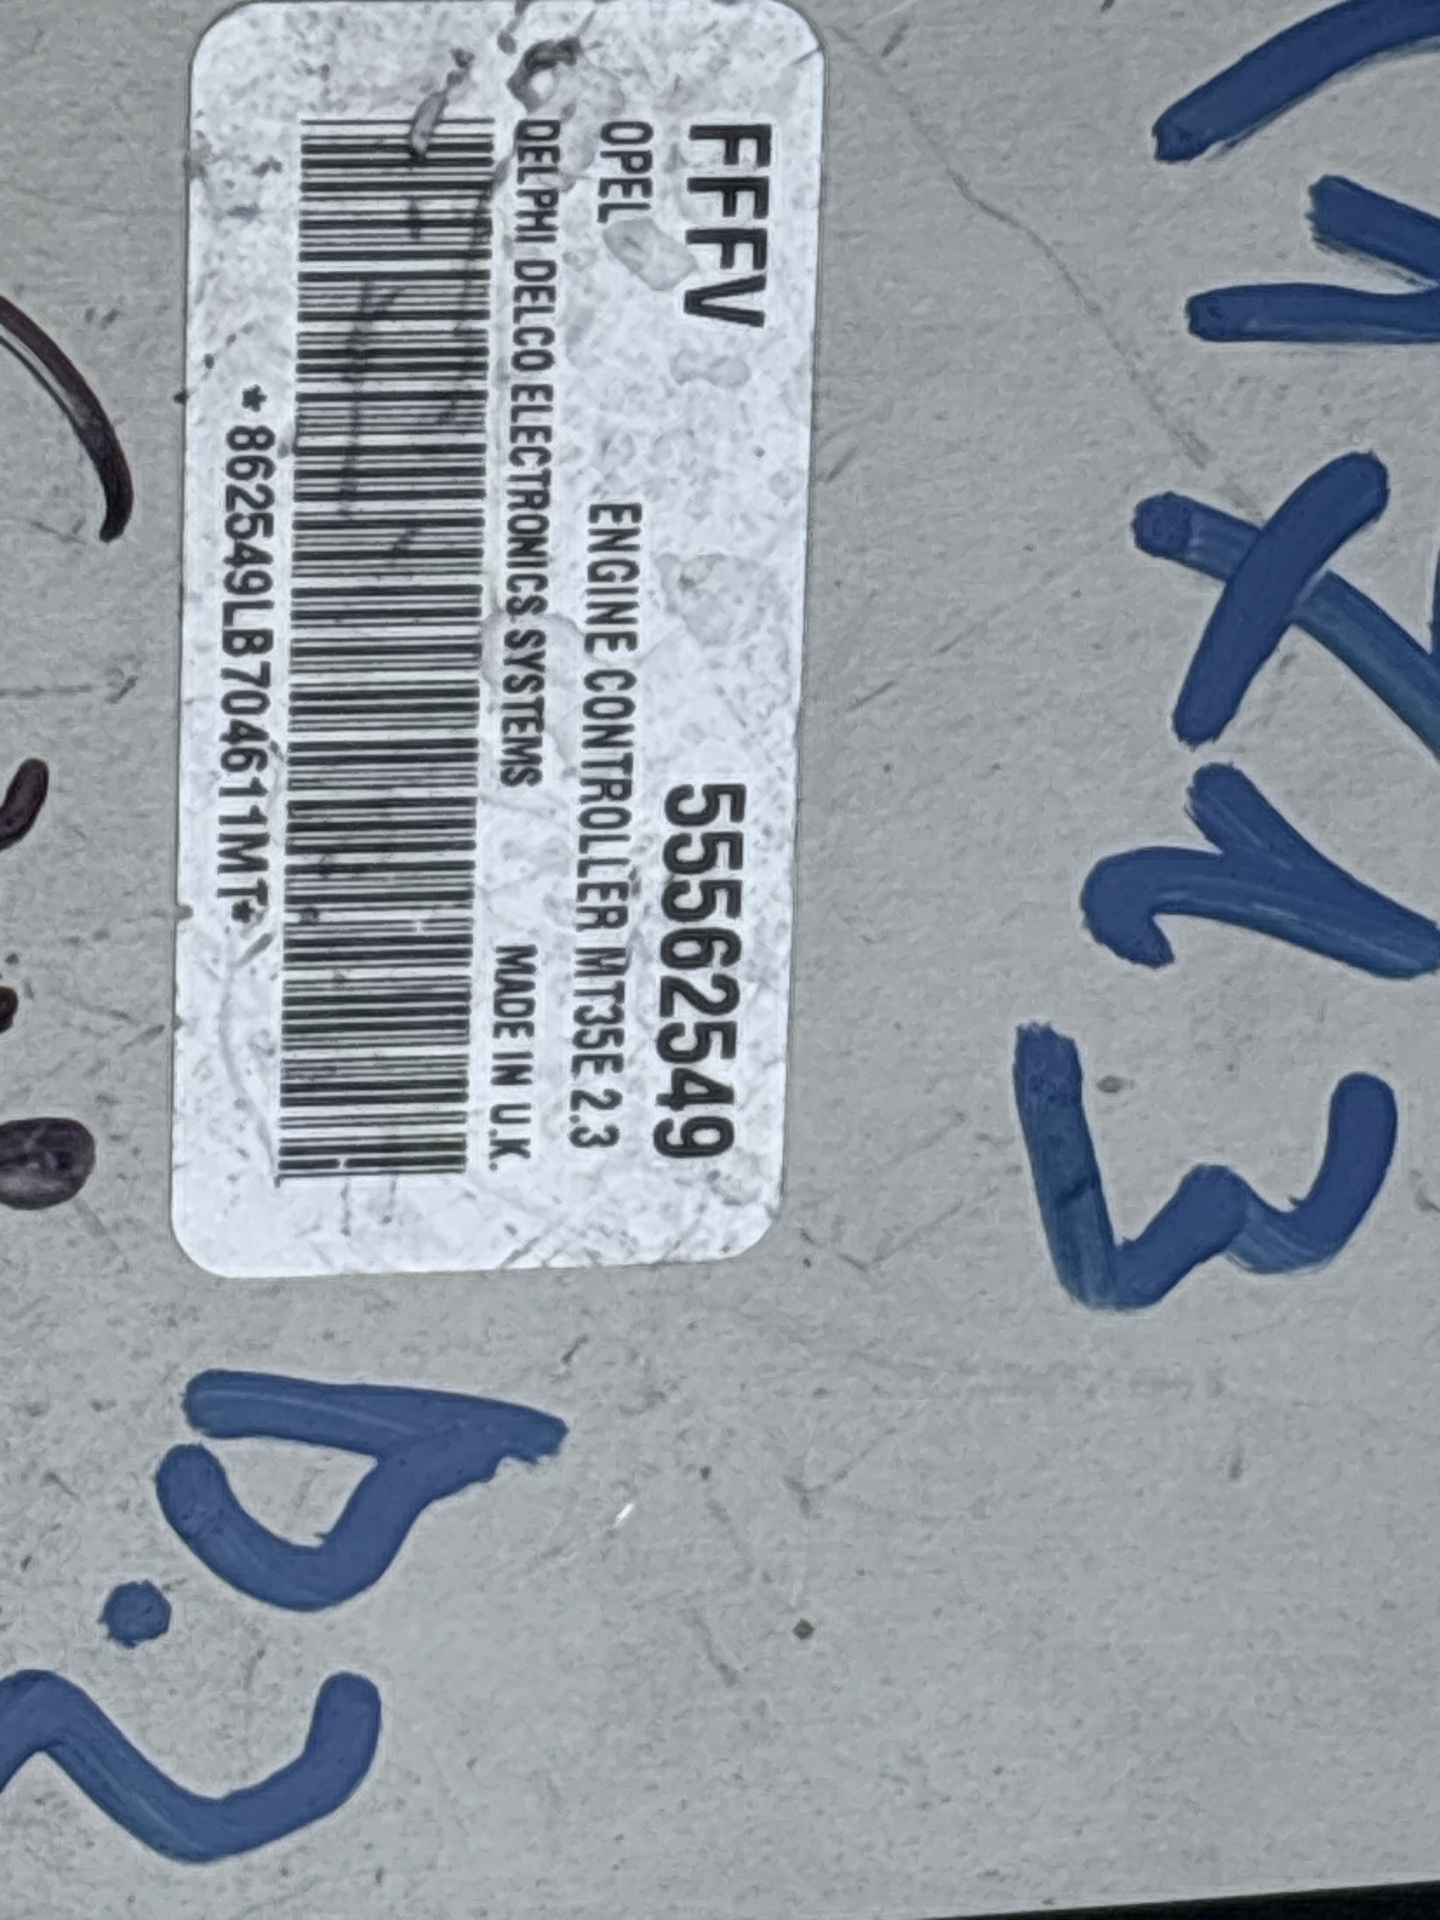 FFFV 55562549
OPEL ENGINE CONTROLLER MT35E 2.3
DELPHI DELCO ELECTRONICS SYSTEMS MADE IN U.K.
*862549LB704611MT*